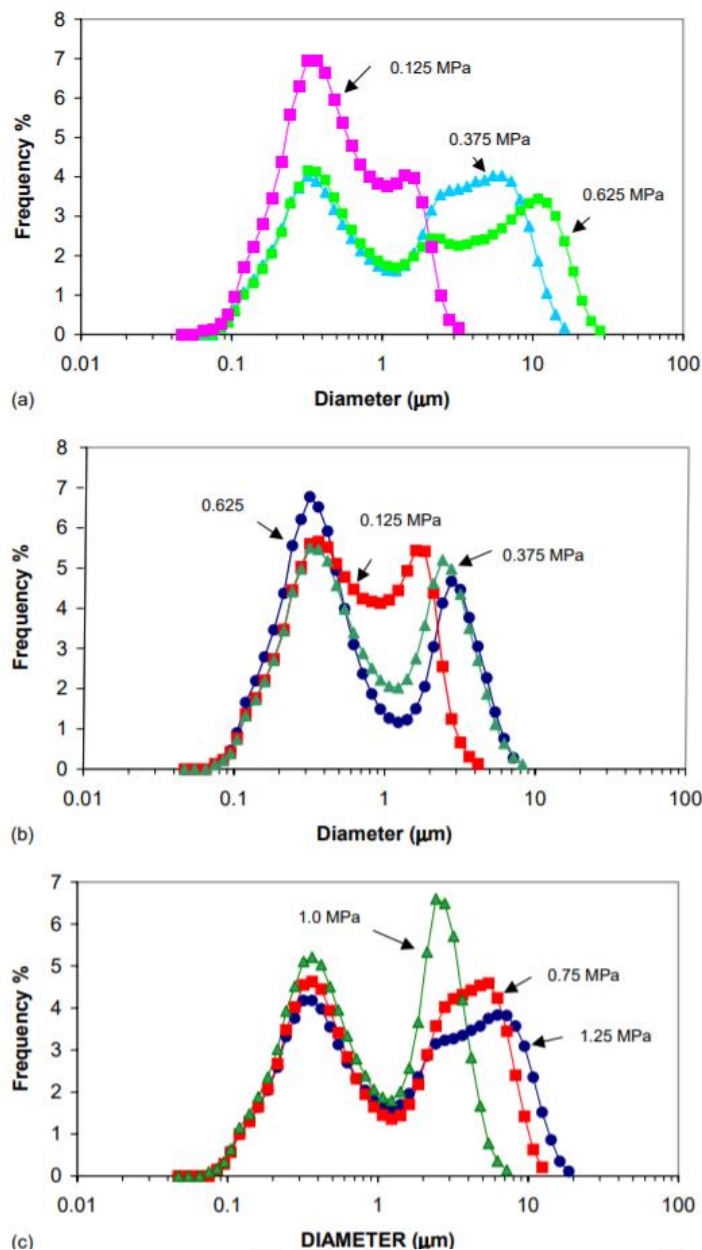 8
7
6
5
4
3
2
1
0
Frequency %
0.125 MPa
0.375 MPa
0.625 MPa
0.01 0.1 1 10 100
(a) Diameter (μm)
8
7
6
5
4
3
2
1
0
Frequency %
0.625
0.125 MPa
0.375 MPa
0.01 0.1 1 10 100
(b) Diameter (μm)
7
6
5
4
3
2
1
0
Frequency %
1.0 MPa
0.75 MPa
1.25 MPa
0.01 0.1 1 10 100
(c) DIAMETER (μm)